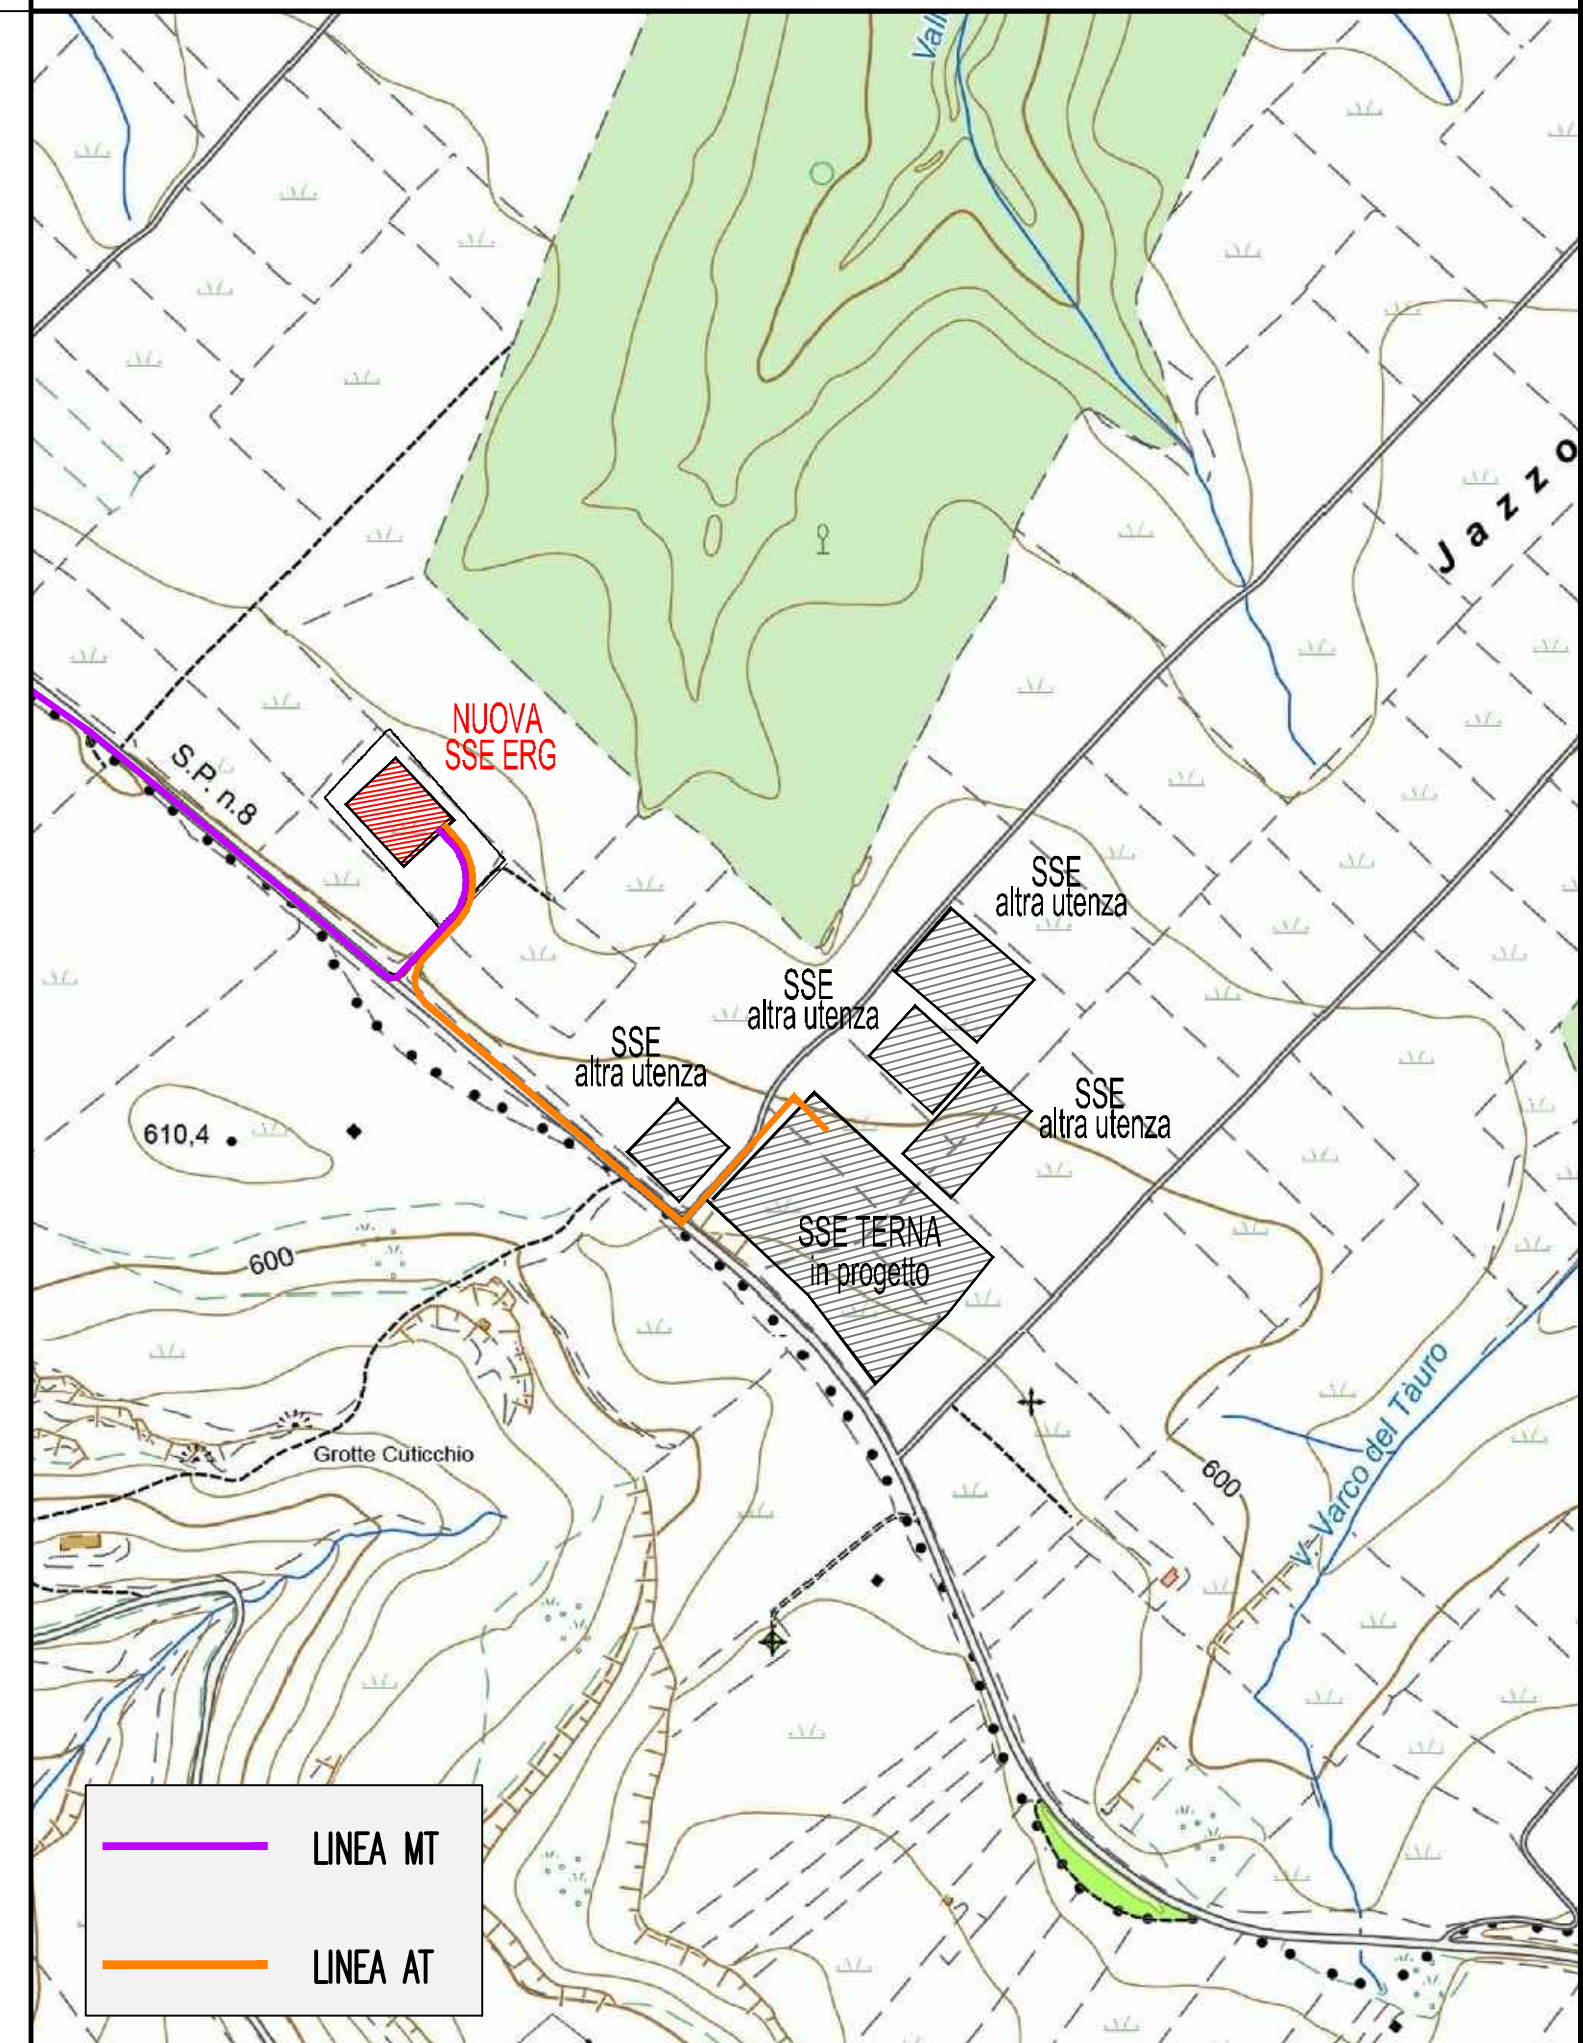 Vall
Jazzo
NUOVA
SSE ERG
S.P. n.8
SSE
altra utenza
SSE
altra utenza
SSE
altra utenza
SSE
altra utenza
610,4
SSE TERNA
in progetto
600
Grotte Cuticchio
600
V. Varco del Tàuro
LINEA MT
LINEA AT